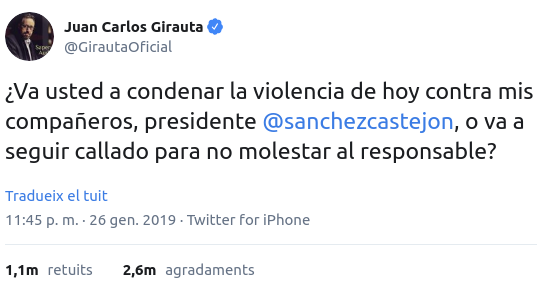 Juan Carlos Girauta
@GirautaOficial
¿Va usted a condenar la violencia de hoy contra mis
compañeros, presidente @sanchezcastejon, o va a
seguir callado para no molestar al responsable?
Tradueix el tuit
11:45 p. m. · 26 gen. 2019 · Twitter for iPhone
1,1m retuits 2,6m agradaments